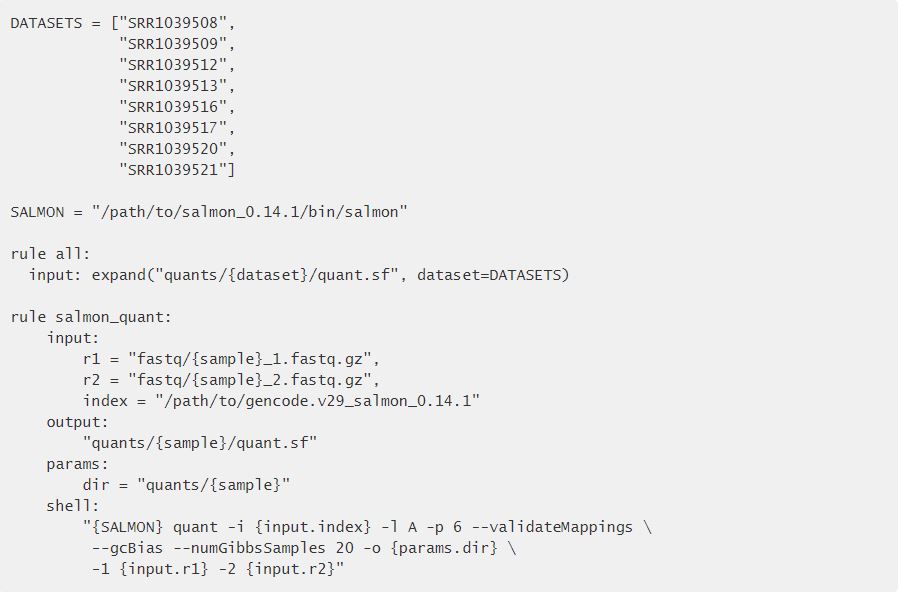 DATASETS = ["SRR1039508",
            "SRR1039509",
            "SRR1039512",
            "SRR1039513",
            "SRR1039516",
            "SRR1039517",
            "SRR1039520",
            "SRR1039521"]

SALMON = "/path/to/salmon_0.14.1/bin/salmon"

rule all:
  input: expand("quants/{dataset}/quant.sf", dataset=DATASETS)

rule salmon_quant:
    input:
        r1 = "fastq/{sample}_1.fastq.gz",
        r2 = "fastq/{sample}_2.fastq.gz",
        index = "/path/to/gencode.v29_salmon_0.14.1"
    output:
        "quants/{sample}/quant.sf"
    params:
        dir = "quants/{sample}"
    shell:
        "{SALMON} quant -i {input.index} -l A -p 6 --validateMappings \
         --gcBias --numGibbsSamples 20 -o {params.dir} \
         -1 {input.r1} -2 {input.r2}"